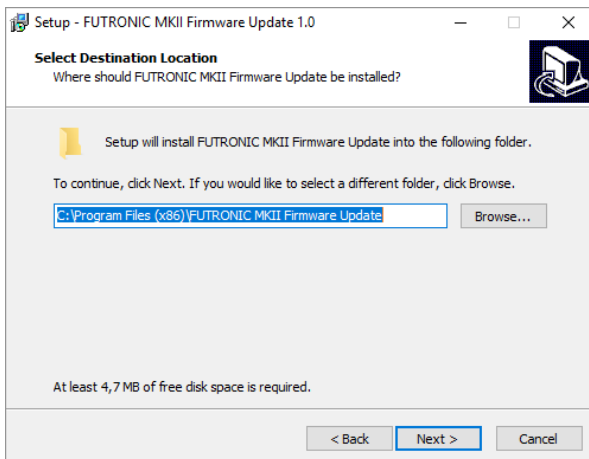 Setup - FUTRONIC MKII Firmware Update 1.0
Select Destination Location
Where should FUTRONIC MKII Firmware Update be installed?
Setup will install FUTRONIC MKII Firmware Update into the following folder.
To continue, click Next. If you would like to select a different folder, click Browse.
C:\Program Files (x86)\FUTRONIC MKII Firmware Update
Browse...
At least 4,7 MB of free disk space is required.
< Back
Next >
Cancel